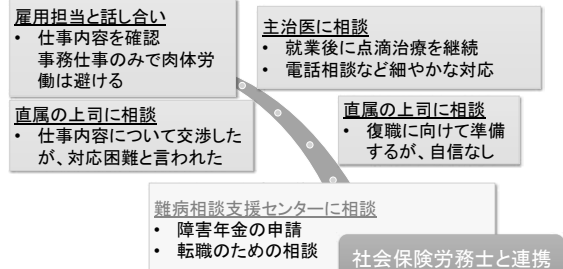 雇用担当と話し合い
• 仕事内容を確認
事務仕事のみで肉体労
働は避ける
主治医に相談
• 就業後に点滴治療を継続
• 電話相談など細やかな対応
直属の上司に相談
• 仕事内容について交渉した
が、対応困難と言われた
直属の上司に相談
• 復職に向けて準備
するが、自信なし
難病相談支援センターに相談
• 障害年金の申請
• 転職のための相談
社会保険労務士と連携